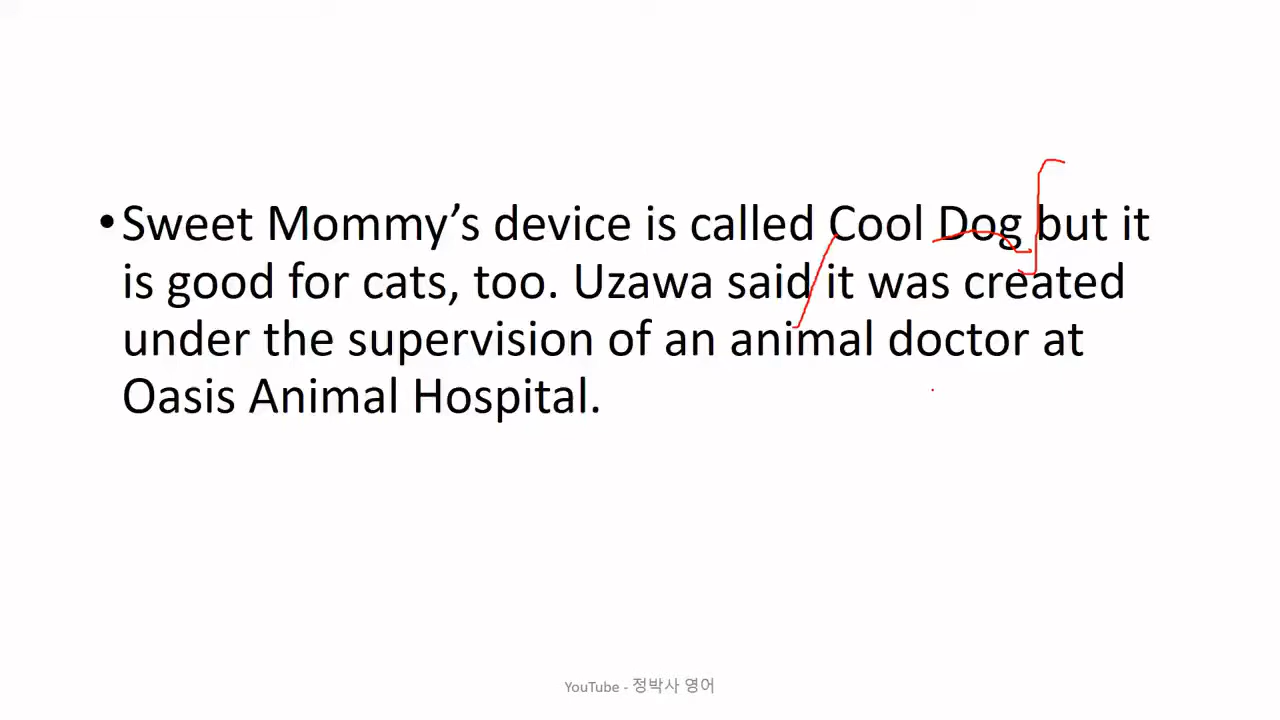 •Sweet Mommy’s device is called Cool Dog but it
is good for cats, too. Uzawa said it was created
under the supervision of an animal doctor at
Oasis Animal Hospital.
YouTube - 정박사 영어